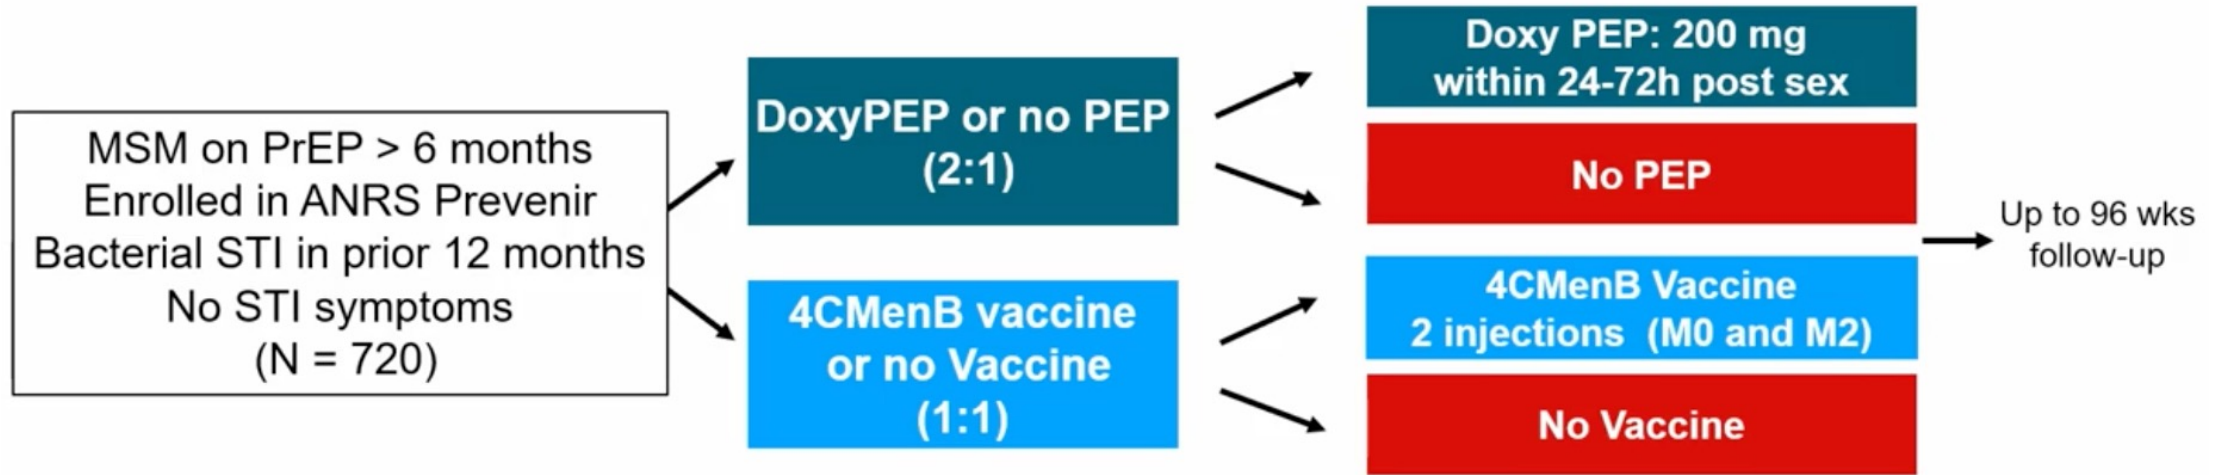 MSM on PrEP > 6 months
Enrolled in ANRS Prevenir
Bacterial STI in prior 12 months
No STI symptoms
(N = 720)
DoxyPEP or no PEP
(2:1)
4CMenB vaccine
or no Vaccine
(1:1)
Doxy PEP: 200 mg
within 24-72h post sex
No PEP
4CMenB Vaccine
2 injections (M0 and M2)
No Vaccine
Up to 96 wks
follow-up